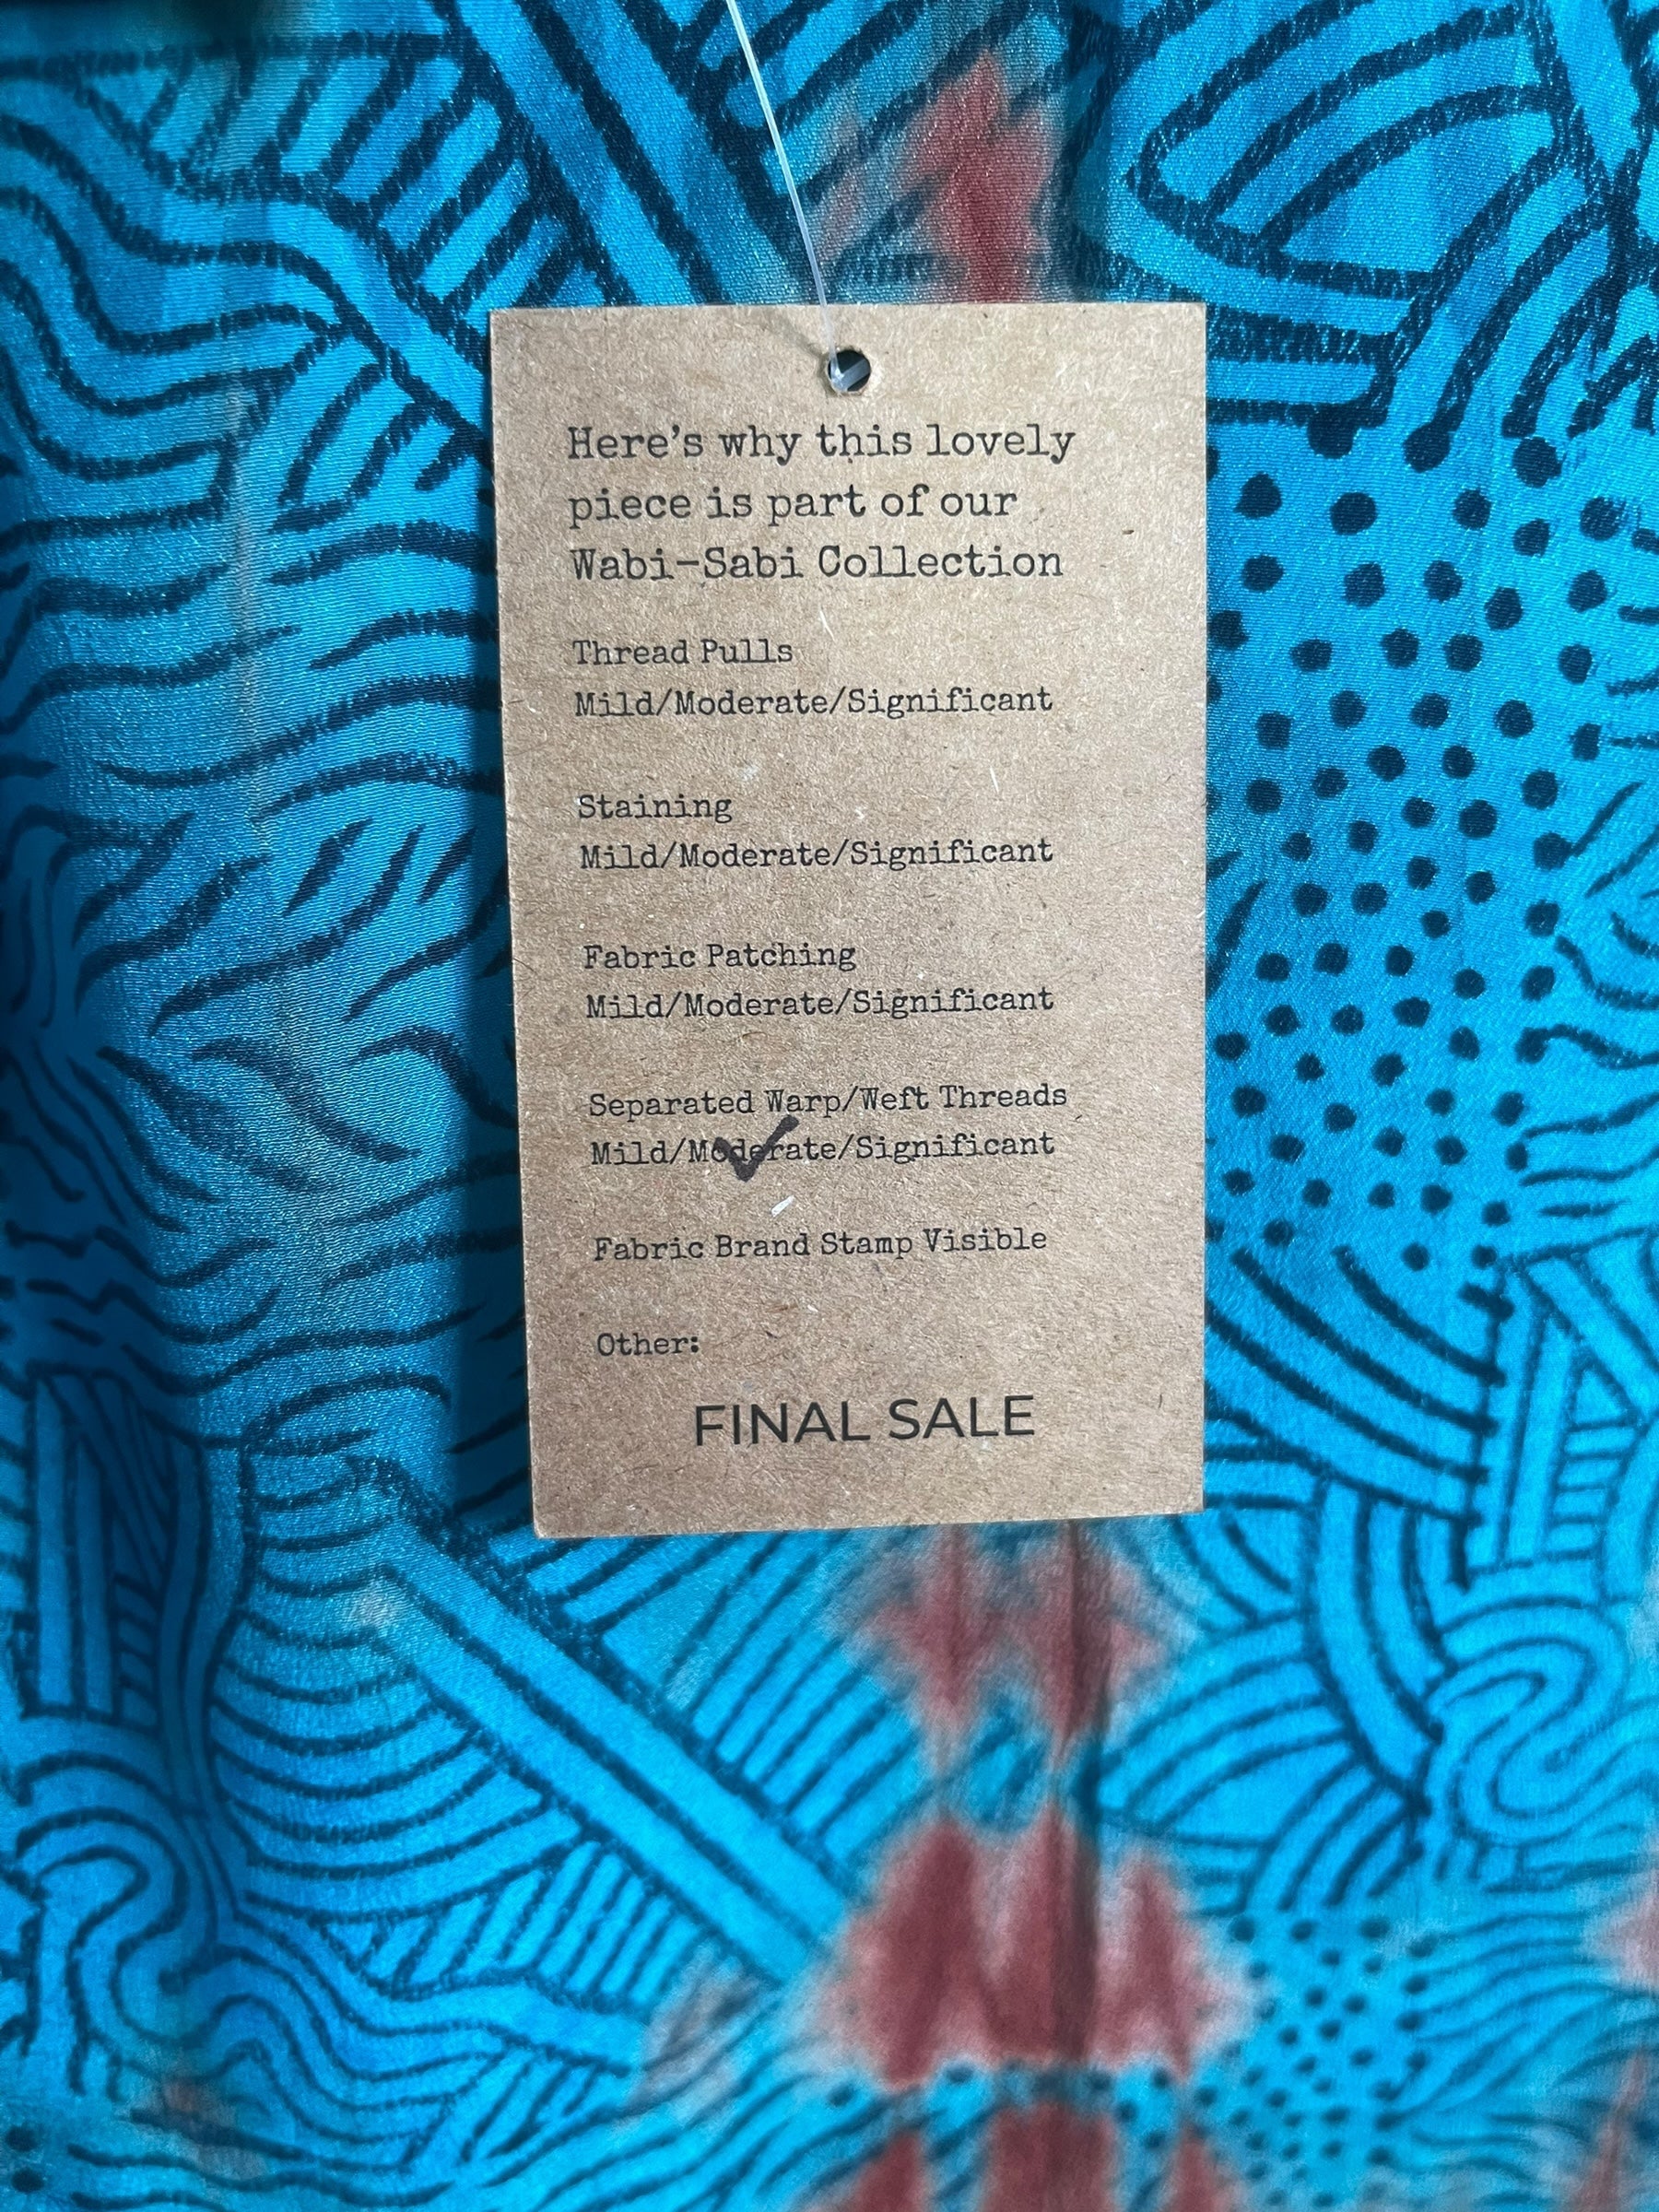 Here's why this lovely
piece is part of our
Wabi-Sabi Collection
Thread Pulls
Mild/Moderate/Significant
Staining
Mild/Moderate/Significant
Fabric Patching
Mild/Moderate/Significant
Separated Warp/Weft Threads
Mild/Moderate/Significant
Fabric Brand Stamp Visible
Other:
FINAL SALE